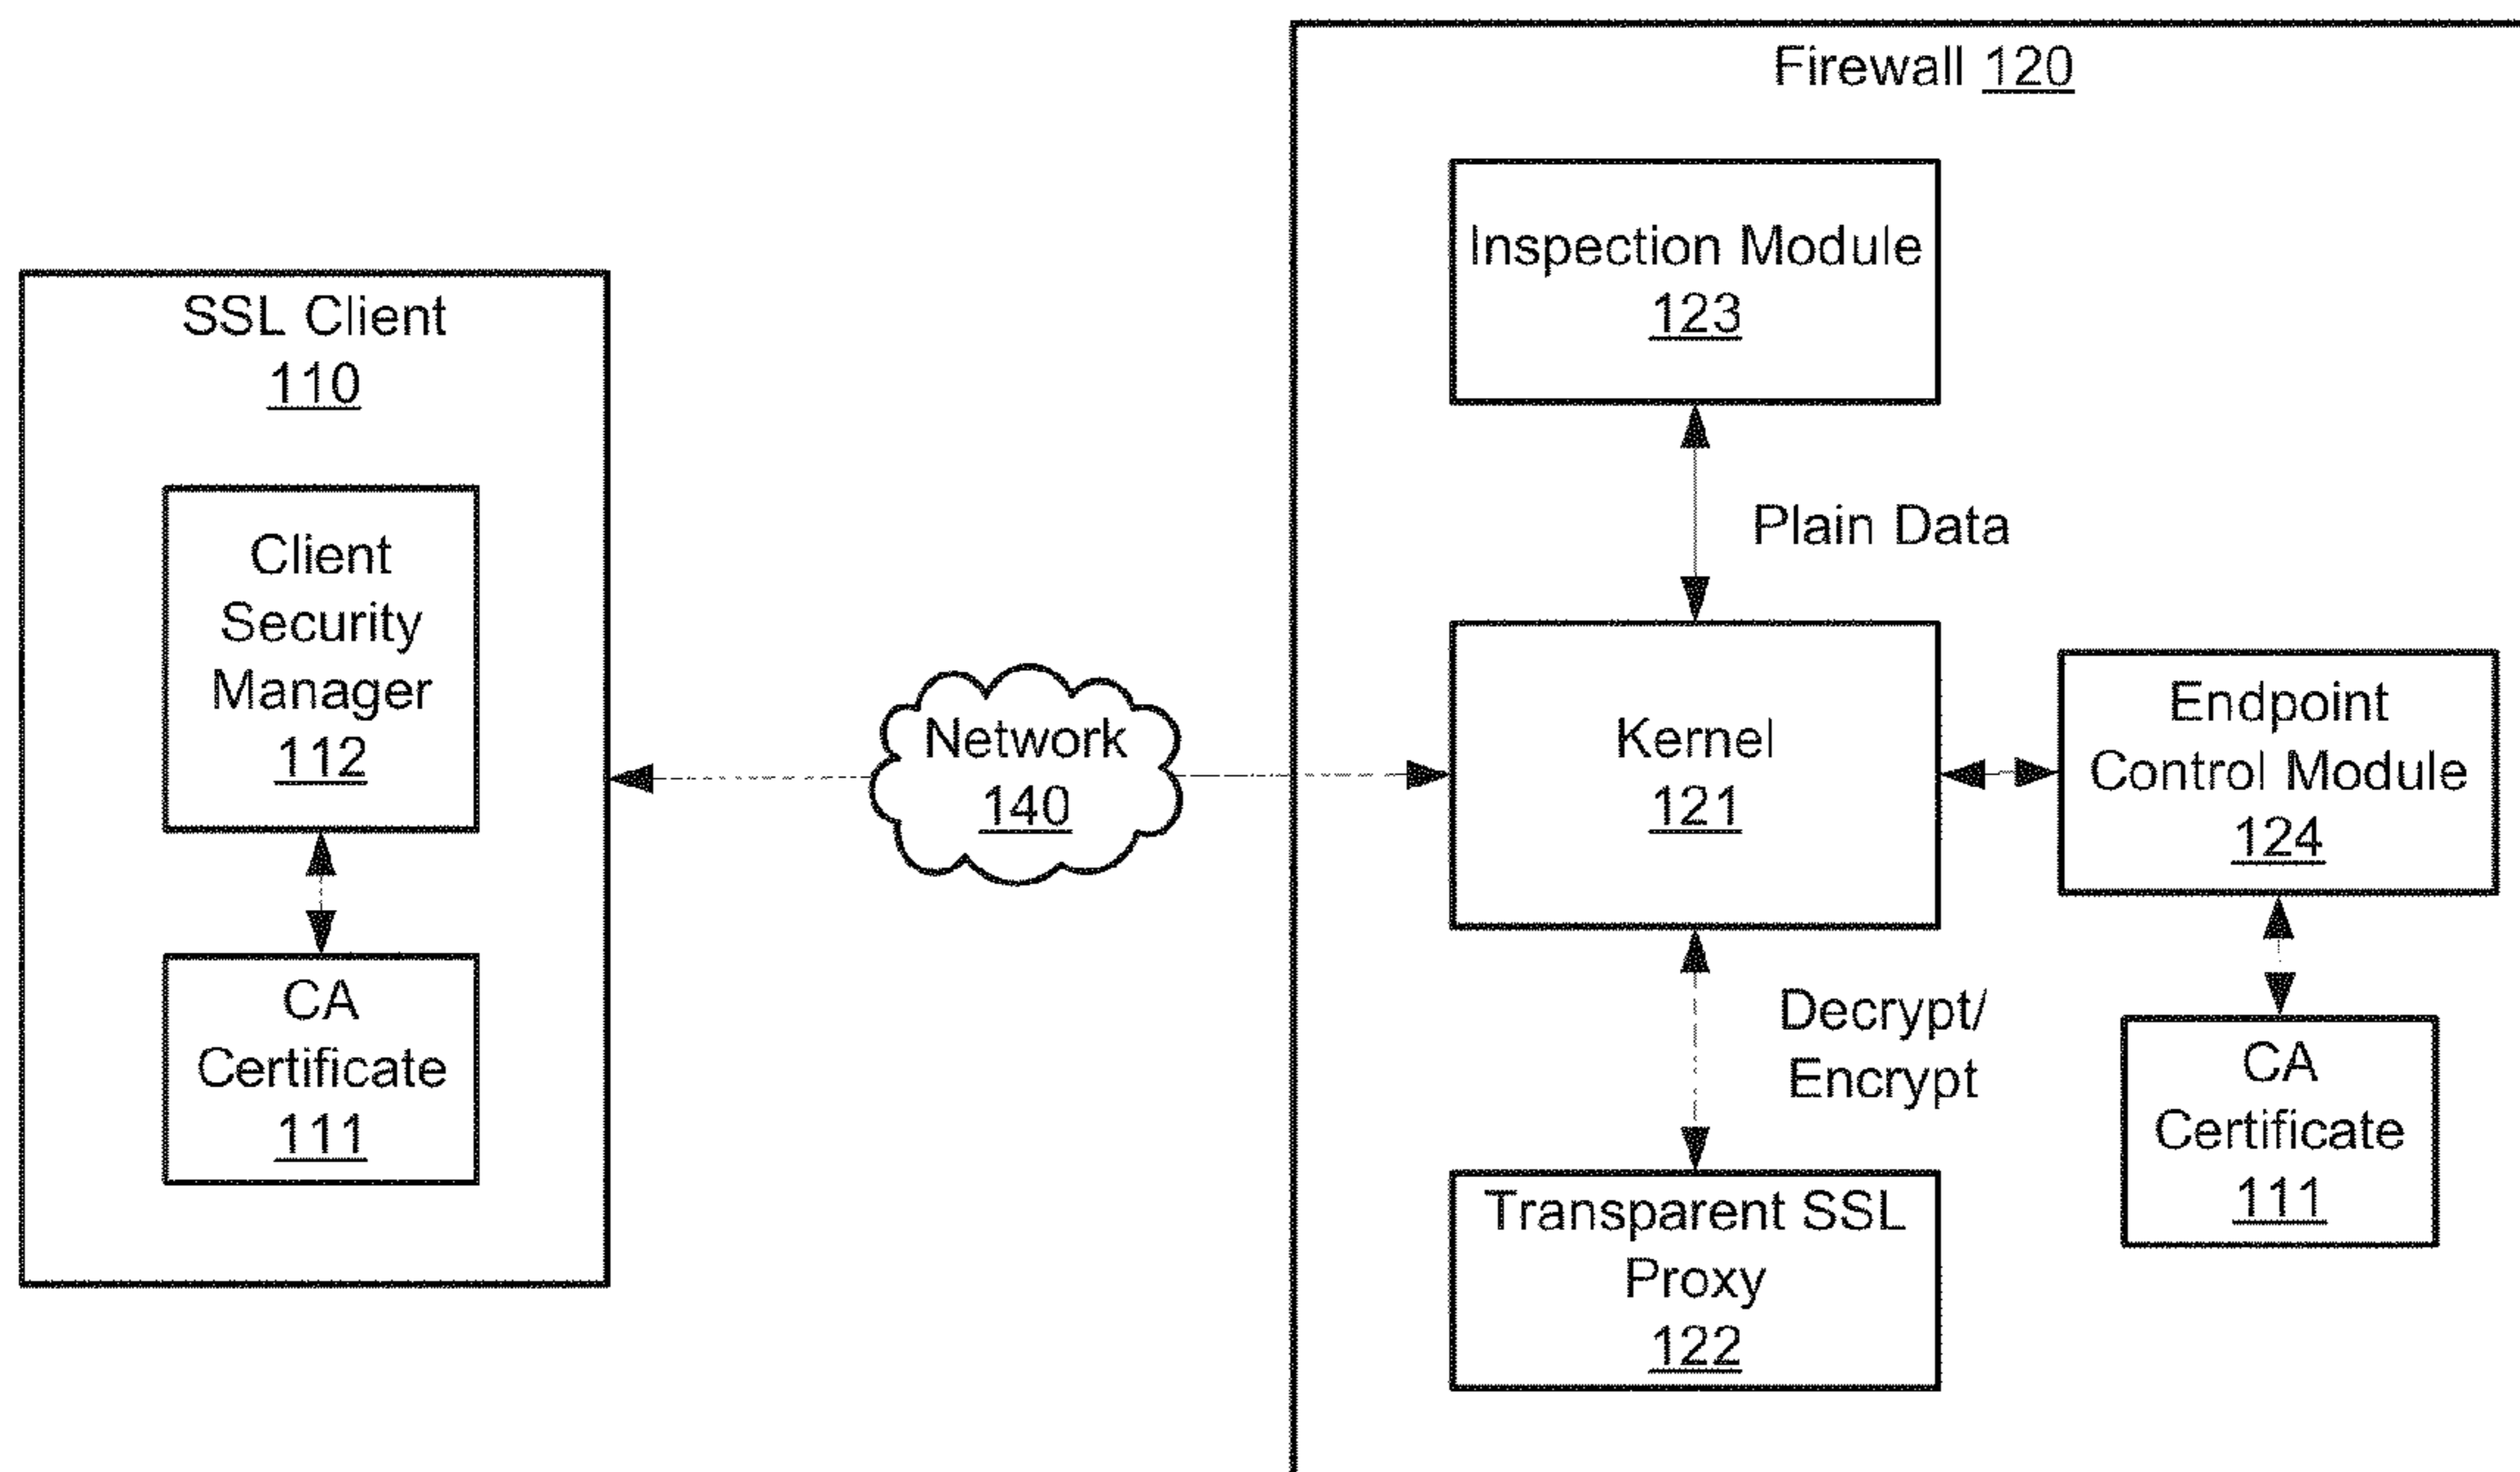 Firewall 120
Inspection Module
123
SSL Client
110
Plain Data
Client
Security
Manager
112
Network
140
Kernel
121
Endpoint
Control Module
124
CA
Certificate
111
Decrypt/
Encrypt
CA
Certificate
111
Transparent SSL
Proxy
122